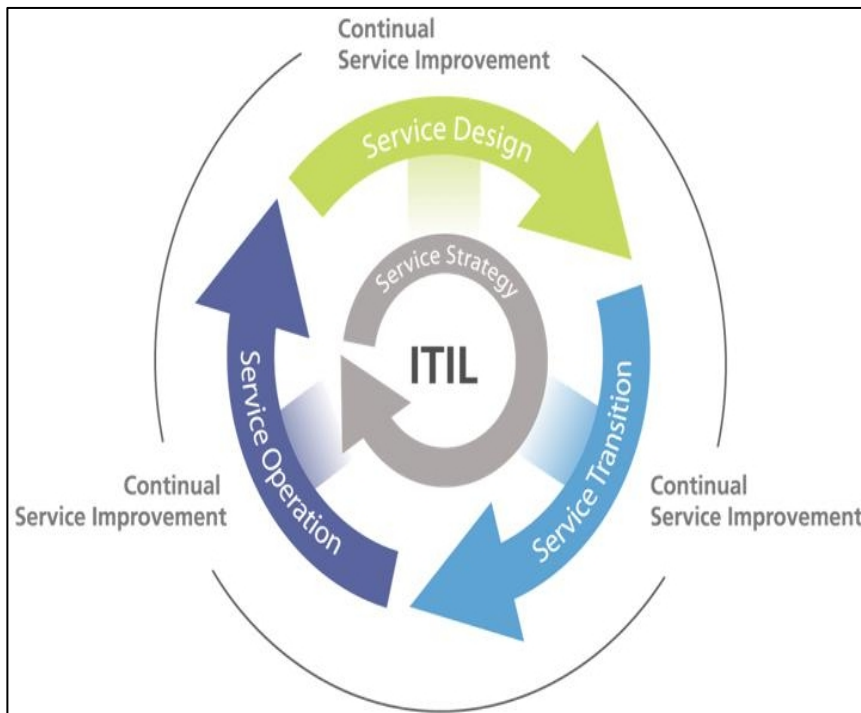 Continual
Service Improvement
Service Design
Service Strategy
ITIL
Service Operation
Service Transition
Continual
Service Improvement
Continual
Service Improvement